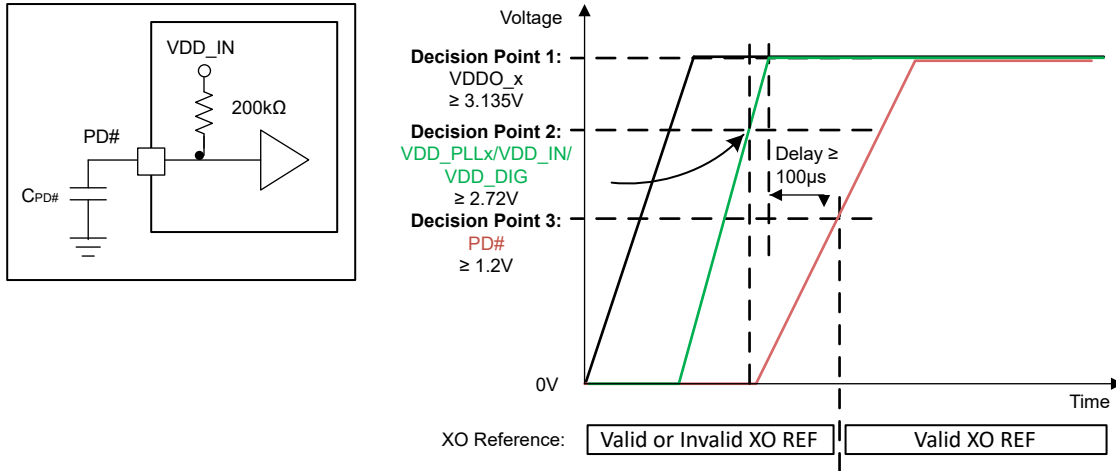 VDD_IN
200kΩ
PD#
CPD#
Voltage
Decision Point 1:
VDDO_x
≥ 3.135V
Decision Point 2:
VDD_PLLx/VDD_IN/
VDD_DIG
≥ 2.72V
Decision Point 3:
PD#
≥ 1.2V
Delay ≥
100µs
0V
Time
XO Reference:
Valid or Invalid XO REF
Valid XO REF